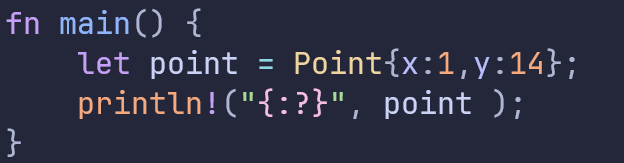 fn main() {
    let point = Point{x:1,y:14};
    println!("{:?}", point );
}